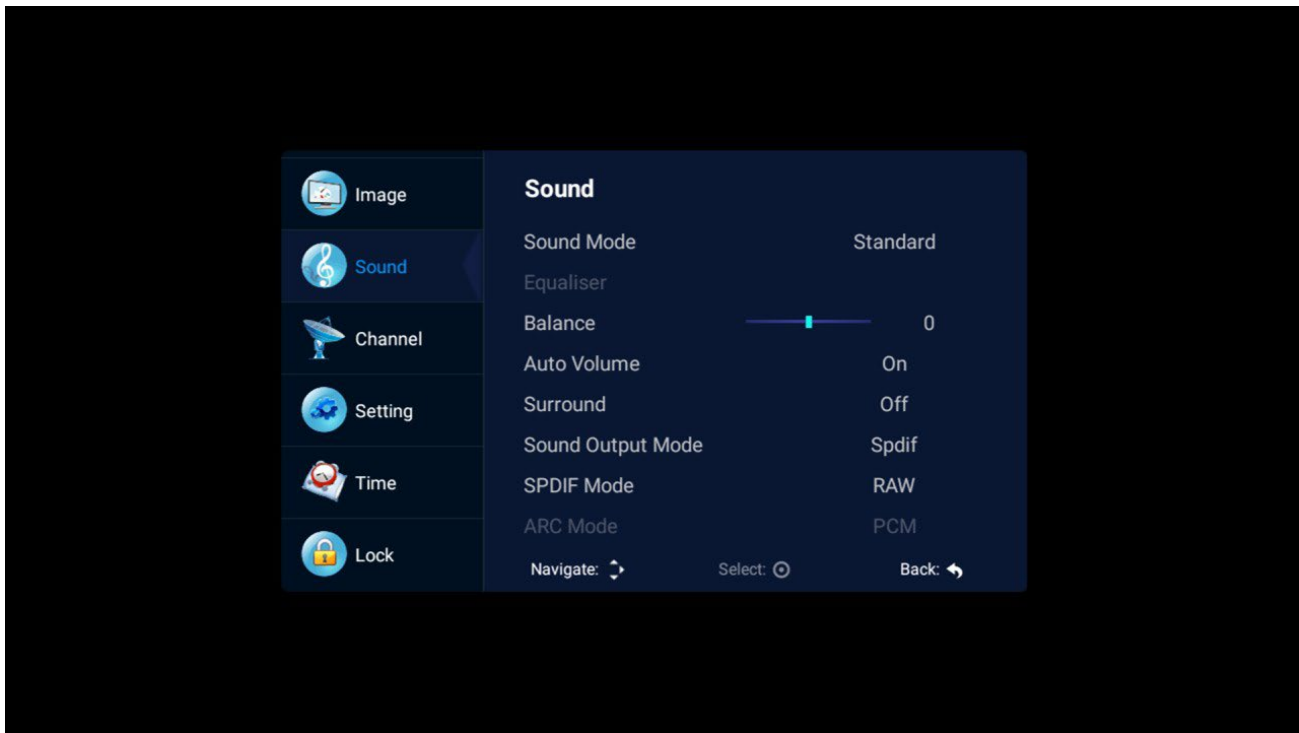 Image
Sound
Channel
Setting
Time
Lock
Sound
Sound Mode Standard
Equaliser
Balance 0
Auto Volume On
Surround Off
Sound Output Mode Spdif
SPDIF Mode RAW
ARC Mode PCM
Navigate: Select: Back: